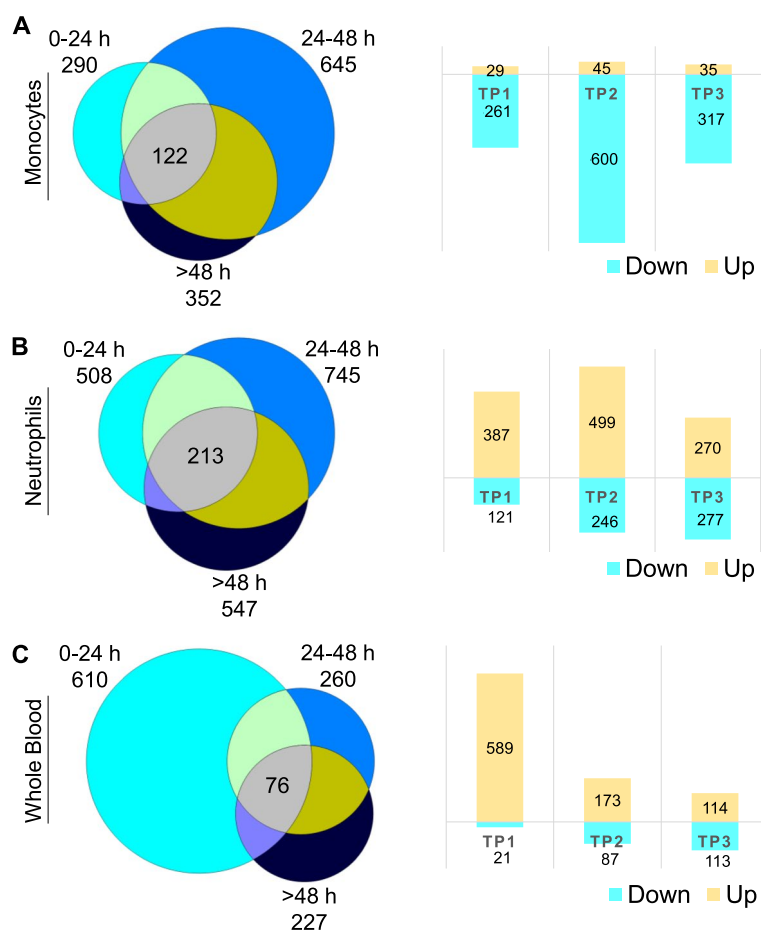 A
0-24 h
290
24-48 h
645
Monocytes
122
>48 h
352
29
45
35
TP1
TP2
TP3
261
600
317
Down
Up
B
0-24 h
508
24-48 h
745
Neutrophils
213
>48 h
547
387
499
270
TP1
TP2
TP3
121
246
277
Down
Up
C
0-24 h
610
24-48 h
260
Whole Blood
76
>48 h
227
589
173
114
TP1
TP2
TP3
21
87
113
Down
Up